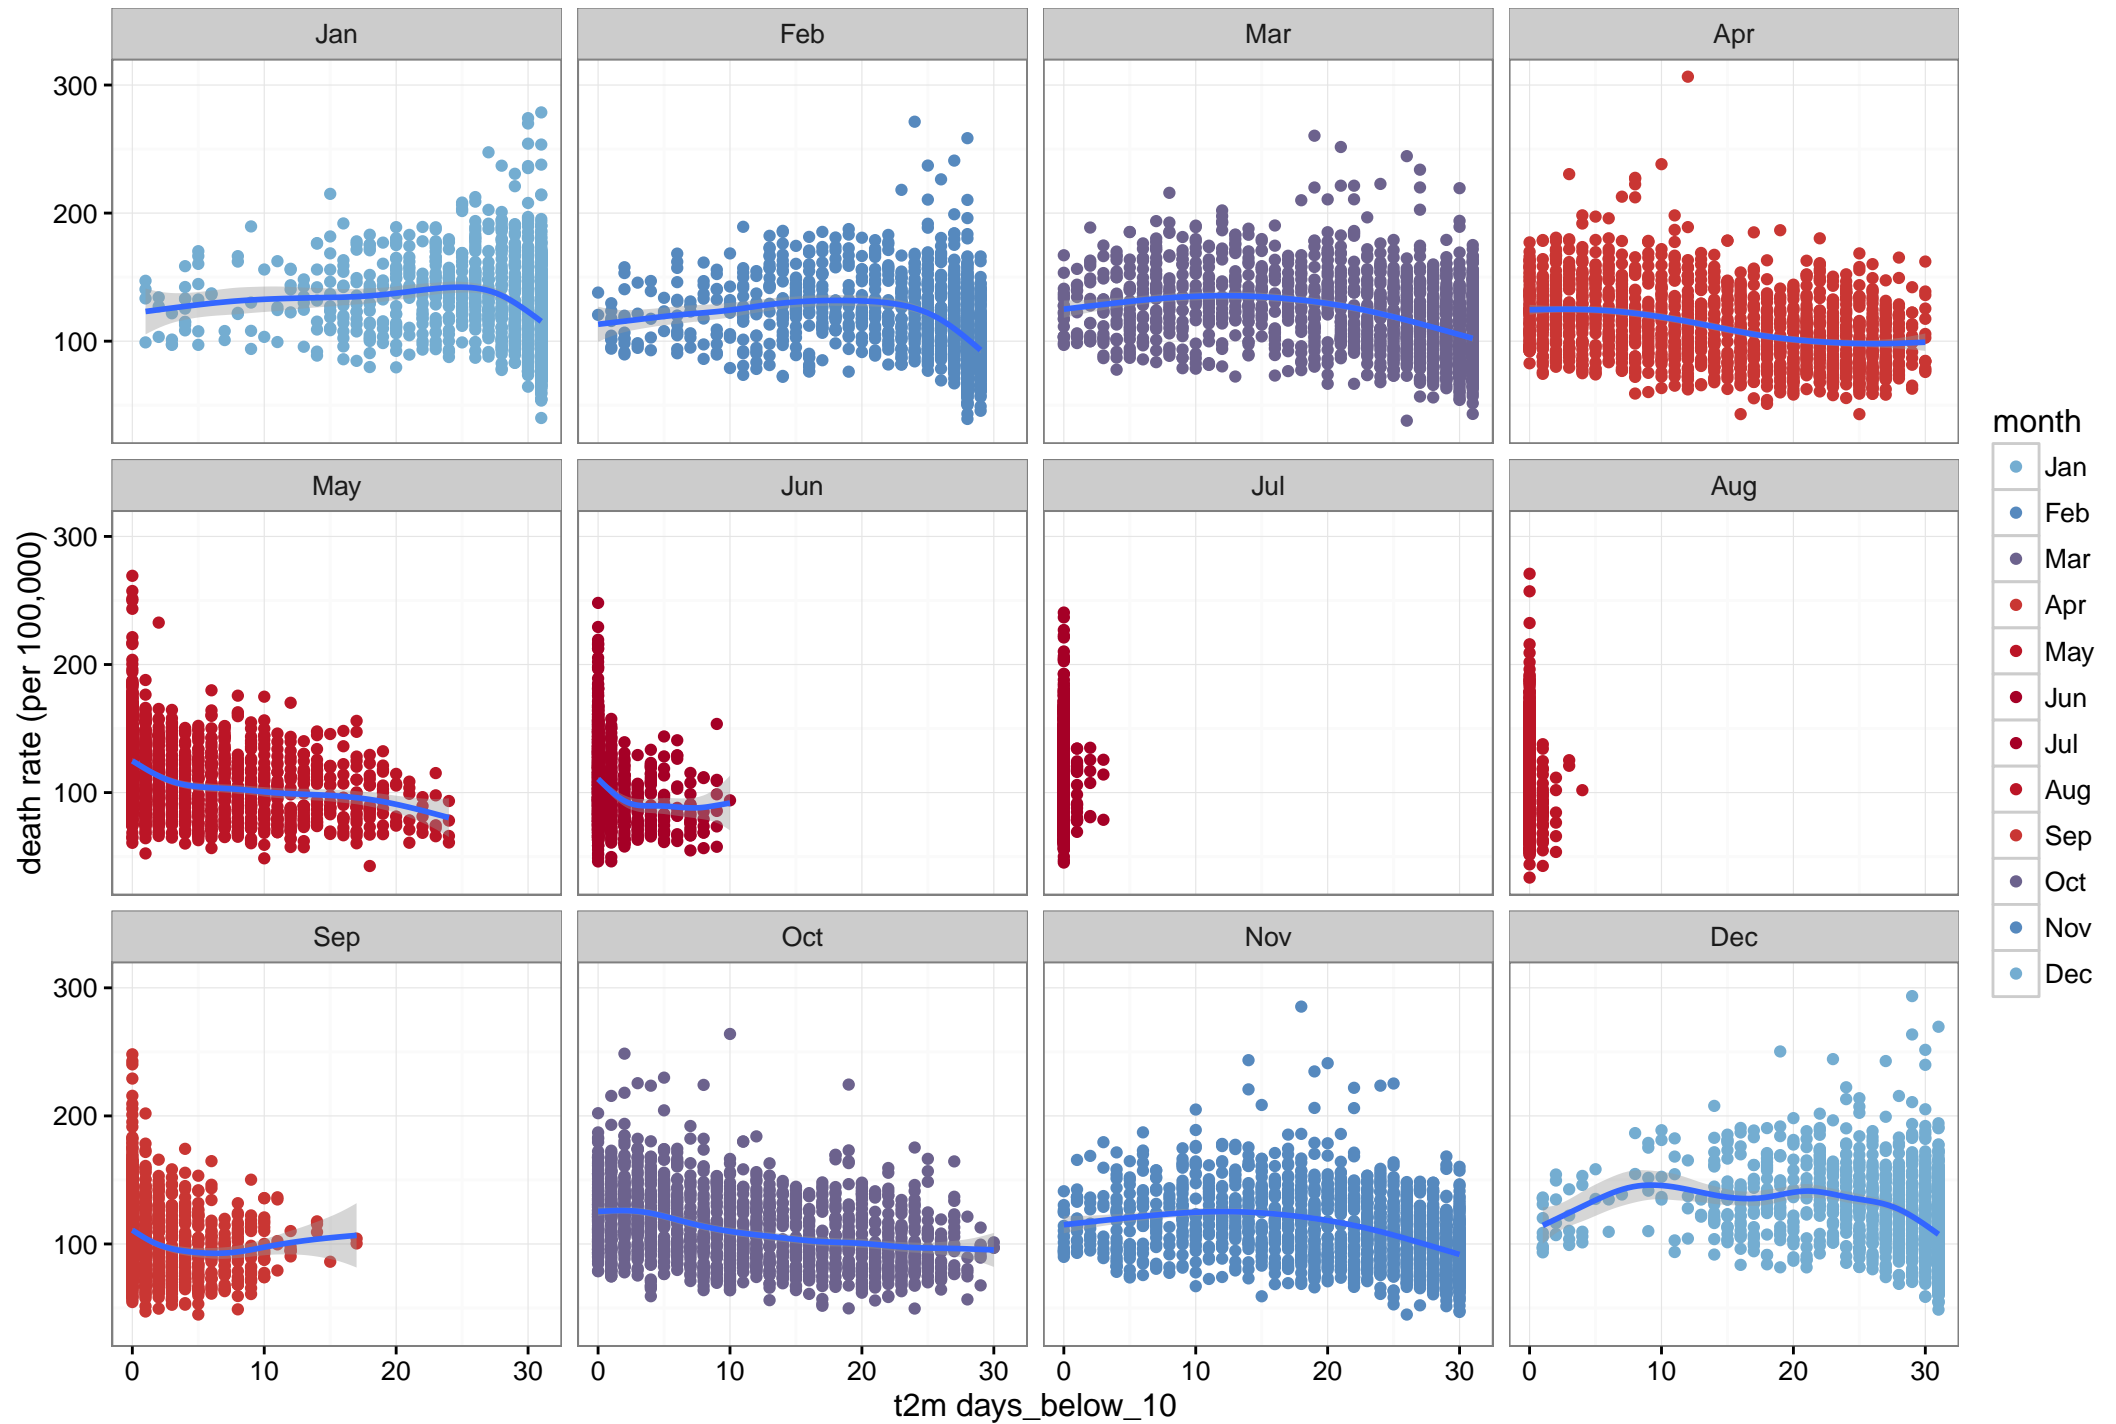 Jan Feb Mar Apr
300
200
100
May Jun Jul Aug
300
200
100
Sep Oct Nov Dec
300
200
100
0 10 20 30 0 10 20 30 0 10 20 30 0 10 20 30
t2m days_below_10
death rate (per 100,000)
month
Jan
Feb
Mar
Apr
May
Jun
Jul
Aug
Sep
Oct
Nov
Dec